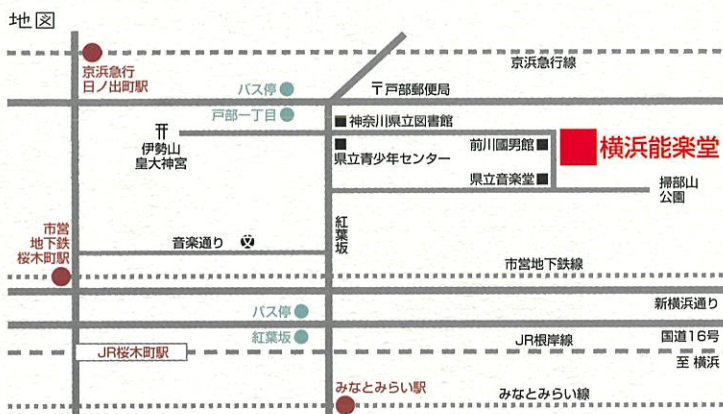 地図
京浜急行
日ノ出町駅
京浜急行線
バス停
〒戸部郵便局
戸部一丁目
神奈川県立図書館
伊勢山
皇大神宮
県立青少年センター
前川國男館
横浜能楽堂
県立音楽堂
掃部山
公園
紅葉坂
市営
地下鉄
桜木町駅
音楽通り
市営地下鉄線
新横浜通り
バス停
紅葉坂
JR根岸線
国道16号
JR桜木町駅
至 横浜
みなとみらい駅
みなとみらい線